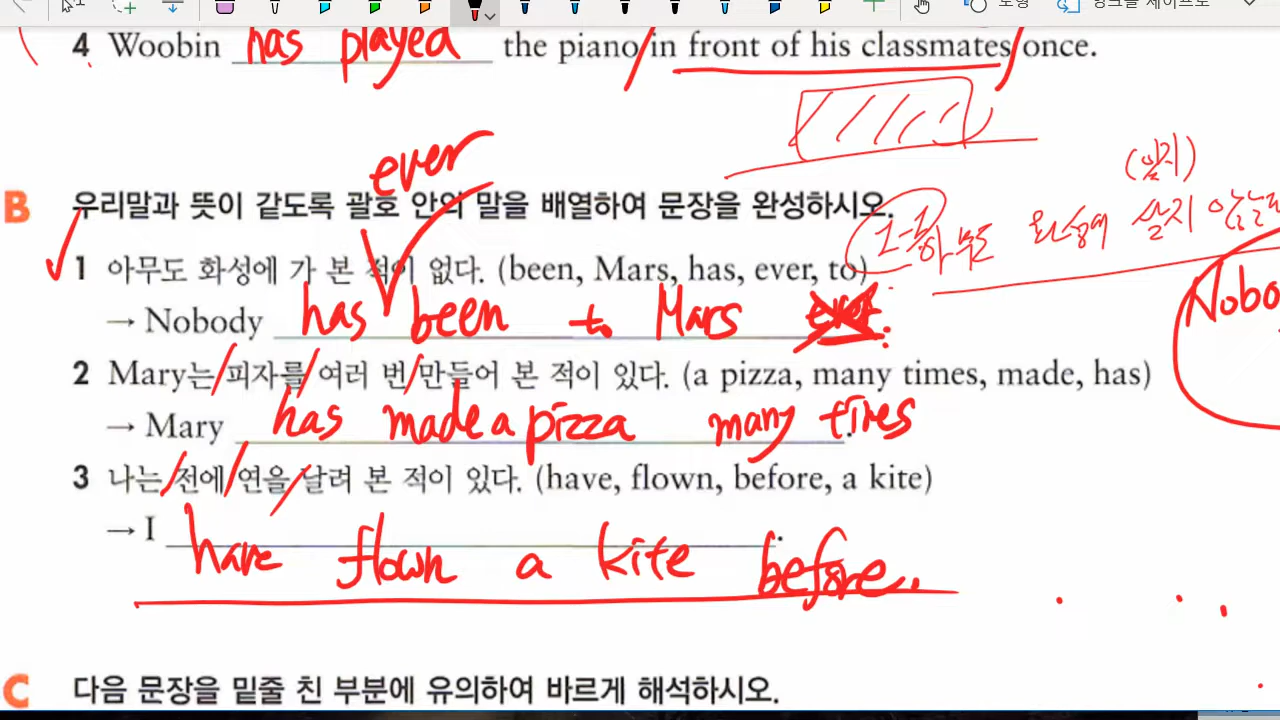 4 Woobin has played the piano/in front of his classmates/once.
ever
B 우리말과 뜻이 같도록 괄호 안의 말을 배열하여 문장을 완성하시오.
1 아무도 화성에 가 본 적이 없다. (been, Mars, has, ever, to)
→ Nobody has been to Mars ever.
Nobo
2 Mary는/피자를/여러 번/만들어 본 적이 있다. (a pizza, many times, made, has)
→ Mary has made a pizza many times.
3 나는/전에/연을/날려 본 적이 있다. (have, flown, before, a kite)
→ I have flown a kite before.
C 다음 문장을 밑줄 친 부분에 유의하여 바르게 해석하시오.